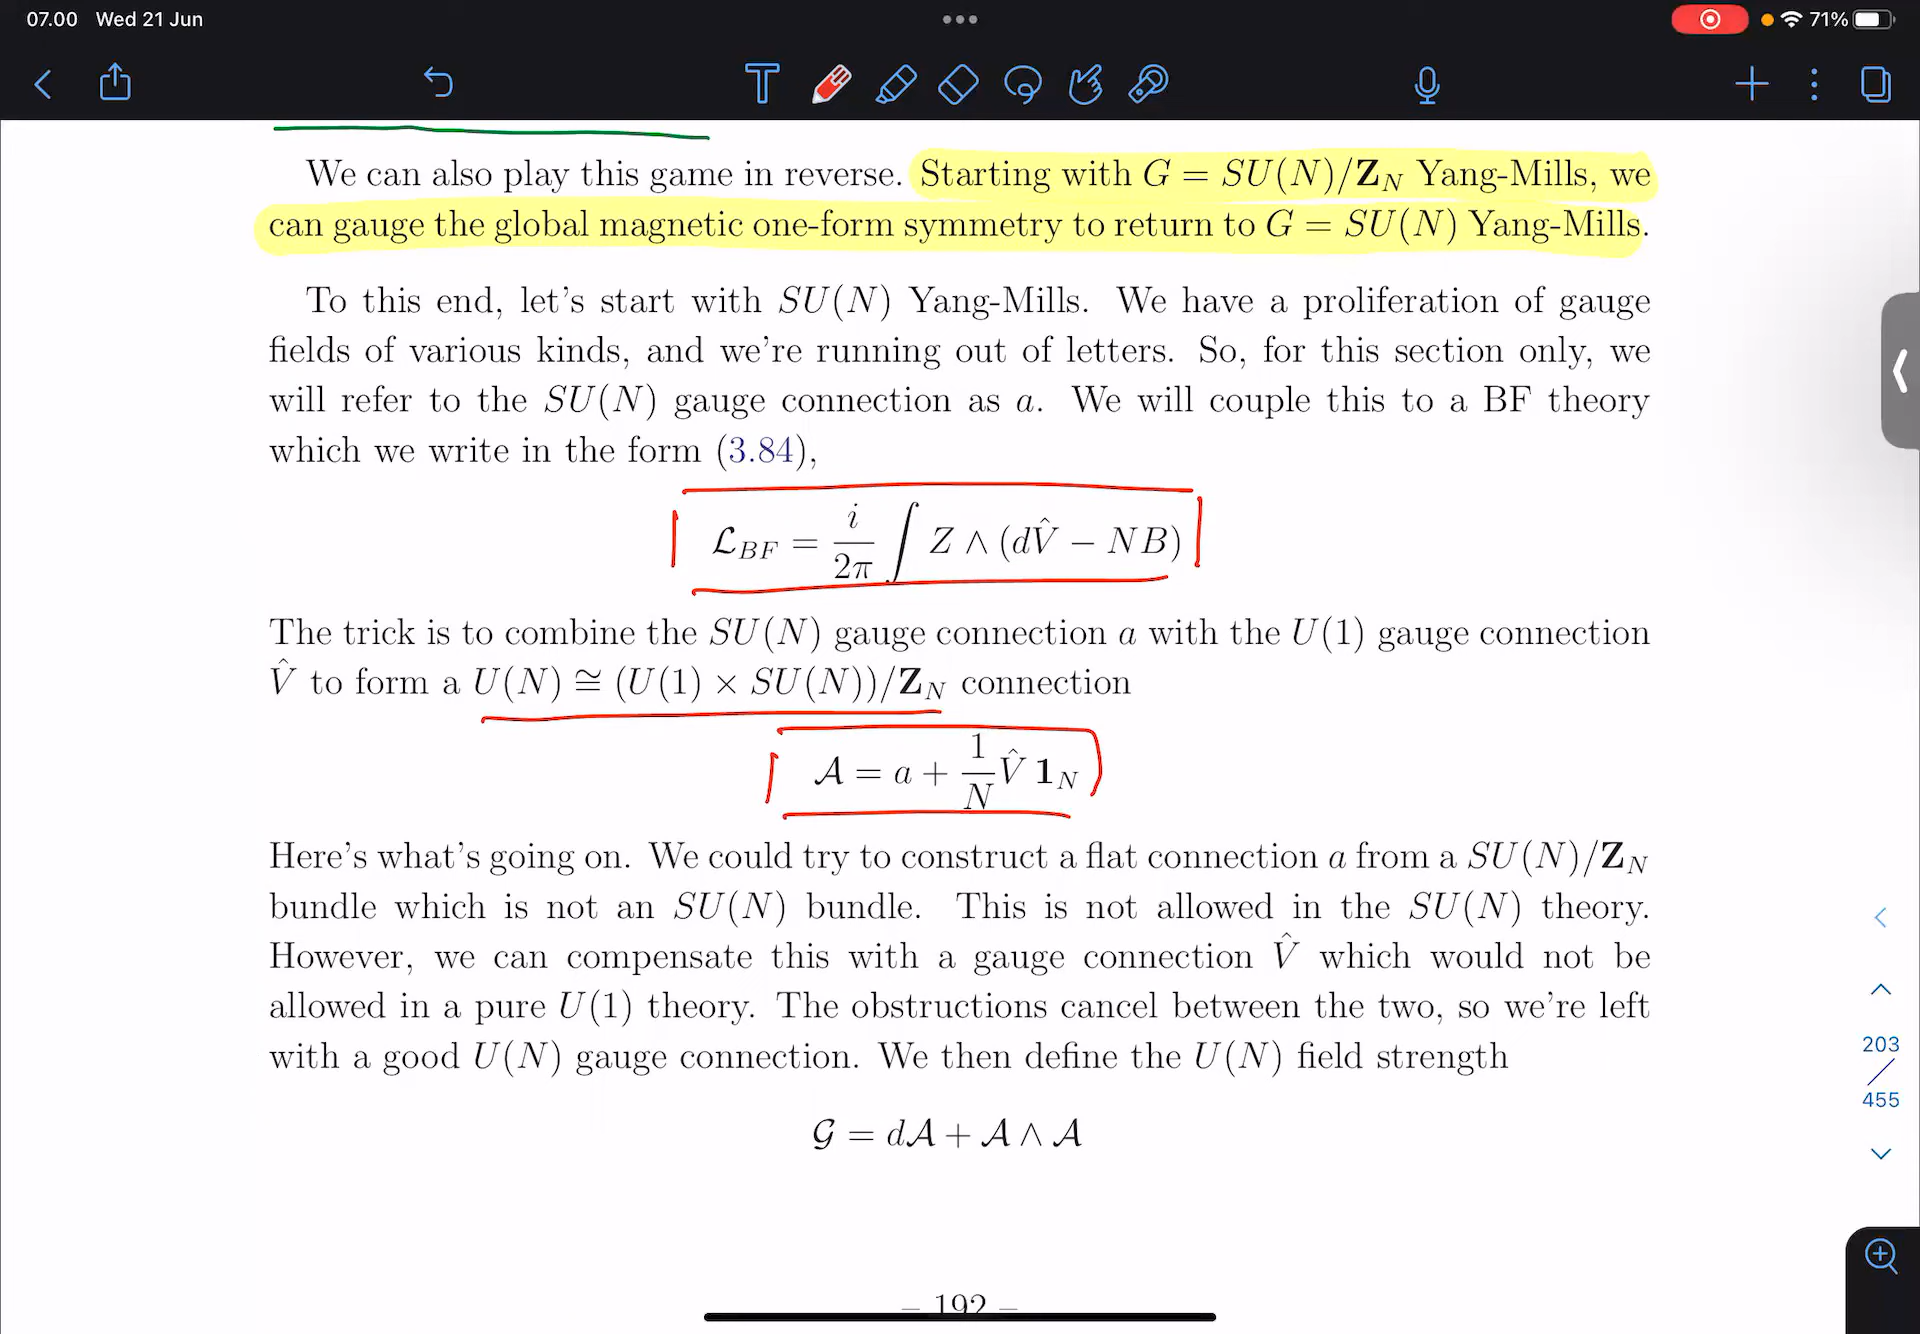 07.00 Wed 21 Jun
71%
We can also play this game in reverse. Starting with G = SU(N)/Z_N Yang-Mills, we
can gauge the global magnetic one-form symmetry to return to G = SU(N) Yang-Mills.
To this end, let's start with SU(N) Yang-Mills. We have a proliferation of gauge
fields of various kinds, and we're running out of letters. So, for this section only, we
will refer to the SU(N) gauge connection as a. We will couple this to a BF theory
which we write in the form (3.84),
ℒ_BF = i/2π ∫ Z ∧ (dV̂ − NB)
The trick is to combine the SU(N) gauge connection a with the U(1) gauge connection
V̂ to form a U(N) ≅ (U(1) × SU(N))/Z_N connection
𝒜 = a + 1/N V̂ 1_N
Here's what's going on. We could try to construct a flat connection a from a SU(N)/Z_N
bundle which is not an SU(N) bundle. This is not allowed in the SU(N) theory.
However, we can compensate this with a gauge connection V̂ which would not be
allowed in a pure U(1) theory. The obstructions cancel between the two, so we're left
with a good U(N) gauge connection. We then define the U(N) field strength
𝒢 = d𝒜 + 𝒜 ∧ 𝒜
203
/
455
– 192 –